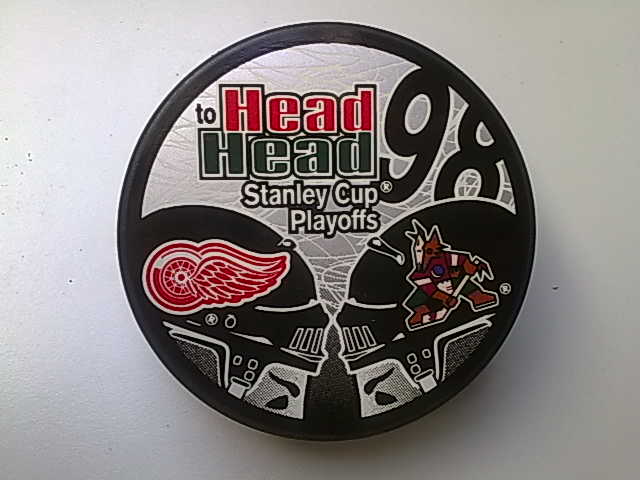 Head
to
Head
98
Stanley Cup®
Playoffs
®
®